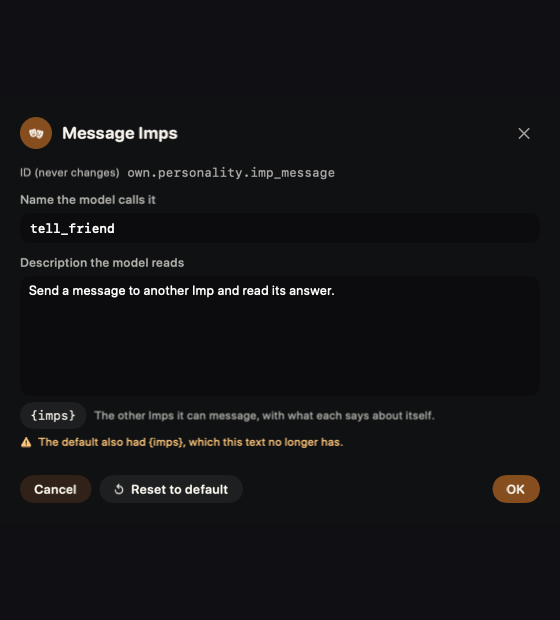 Message Imps
ID (never changes) own.personality.imp_message
Name the model calls it
tell_friend
Description the model reads
Send a message to another Imp and read its answer.
{imps} The other Imps it can message, with what each says about itself.
The default also had {imps}, which this text no longer has.
Cancel Reset to default OK